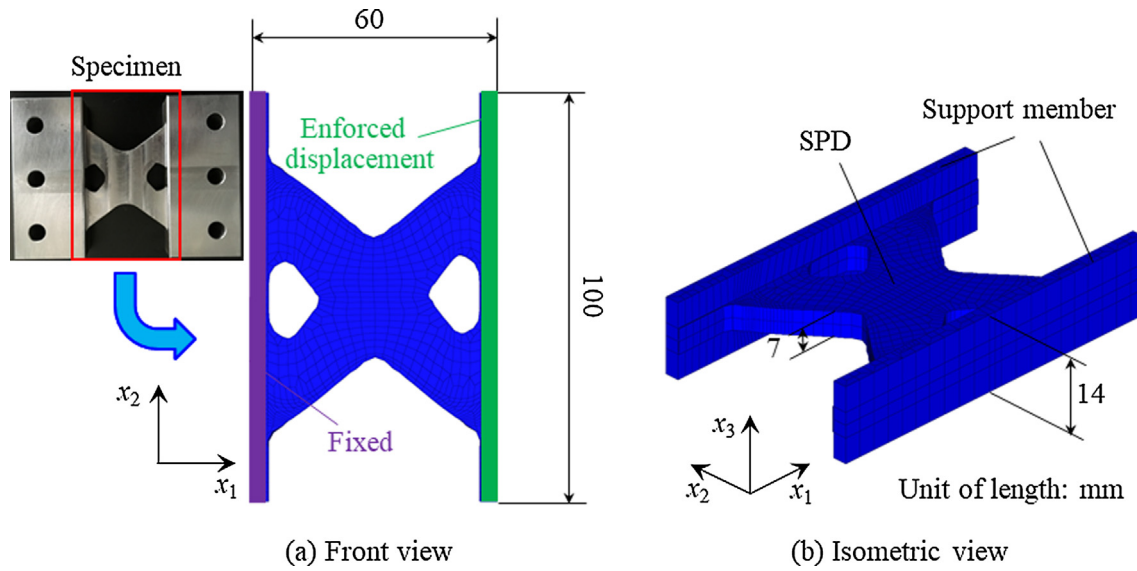 60
Specimen
Enforced
displacement
100
Fixed
x2
x1
(a) Front view
Support member
SPD
7
14
x3
x2
x1
Unit of length: mm
(b) Isometric view